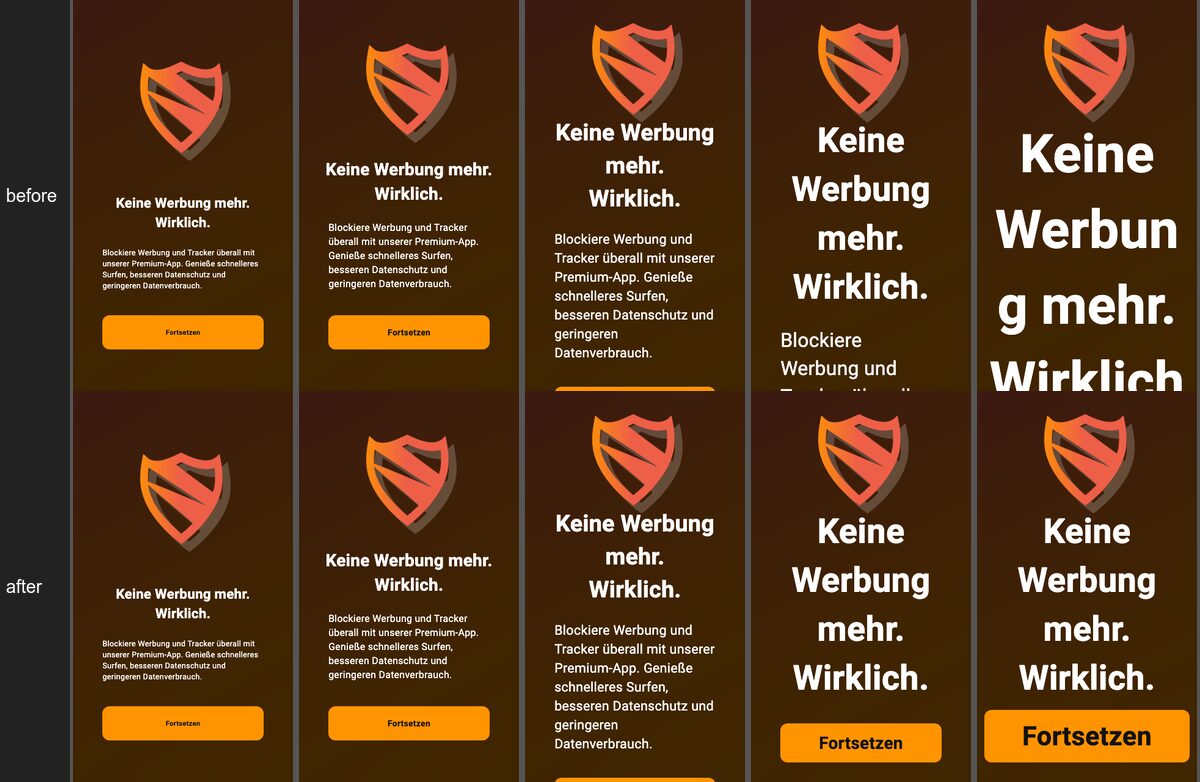 before
Keine Werbung mehr.
Wirklich.
Blockiere Werbung und Tracker überall mit
unserer Premium-App. Genieße schnelleres
Surfen, besseren Datenschutz und
geringeren Datenverbrauch.
Fortsetzen
Keine Werbung mehr.
Wirklich.
Blockiere Werbung und Tracker
überall mit unserer Premium-App.
Genieße schnelleres Surfen,
besseren Datenschutz und
geringeren Datenverbrauch.
Fortsetzen
Keine Werbung
mehr.
Wirklich.
Blockiere Werbung und
Tracker überall mit unserer
Premium-App. Genieße
schnelleres Surfen,
besseren Datenschutz und
geringeren
Datenverbrauch.
Keine
Werbung
mehr.
Wirklich.
Blockiere
Werbung und
Keine
Werbun
g mehr.
Wirklich
after
Keine Werbung mehr.
Wirklich.
Blockiere Werbung und Tracker überall mit
unserer Premium-App. Genieße schnelleres
Surfen, besseren Datenschutz und
geringeren Datenverbrauch.
Fortsetzen
Keine Werbung mehr.
Wirklich.
Blockiere Werbung und Tracker
überall mit unserer Premium-App.
Genieße schnelleres Surfen,
besseren Datenschutz und
geringeren Datenverbrauch.
Fortsetzen
Keine Werbung
mehr.
Wirklich.
Blockiere Werbung und
Tracker überall mit unserer
Premium-App. Genieße
schnelleres Surfen,
besseren Datenschutz und
geringeren
Datenverbrauch.
Keine
Werbung
mehr.
Wirklich.
Fortsetzen
Keine
Werbung
mehr.
Wirklich.
Fortsetzen